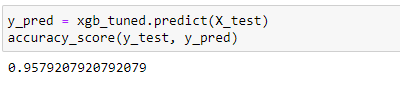 y_pred = xgb_tuned.predict(X_test)
accuracy_score(y_test, y_pred)
0.9579207920792079